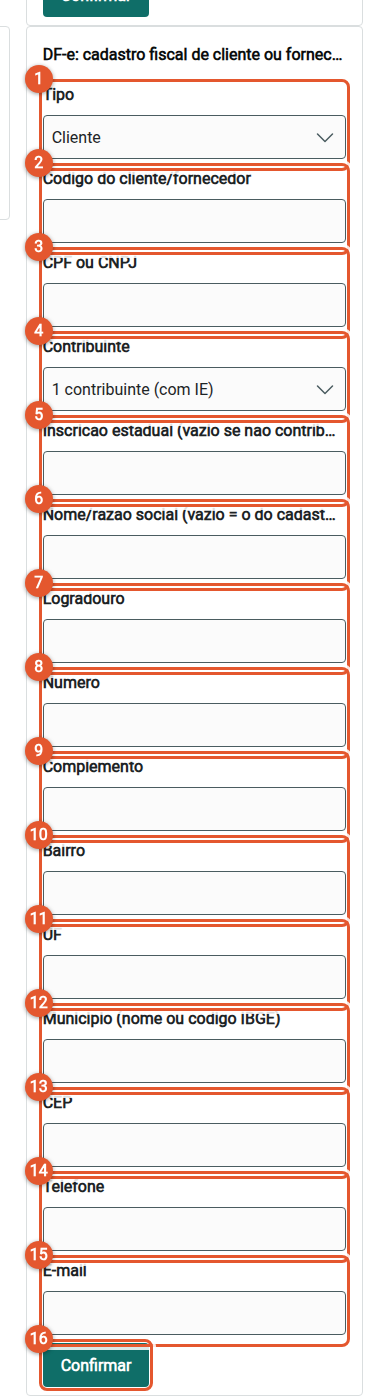 Confirmar
DF-e: cadastro fiscal de cliente ou fornec...
1
Tipo
Cliente
2
Código do cliente/fornecedor
3
CPF ou CNPJ
4
Contribuinte
1 contribuinte (com IE)
5
Inscricao estadual (vazio se nao contrib...
6
Nome/razao social (vazio = o do cadast...
7
Logradouro
8
Numero
9
Complemento
10
Bairro
11
UF
12
Municipio (nome ou codigo IBGE)
13
CEP
14
Telefone
15
E-mail
16
Confirmar